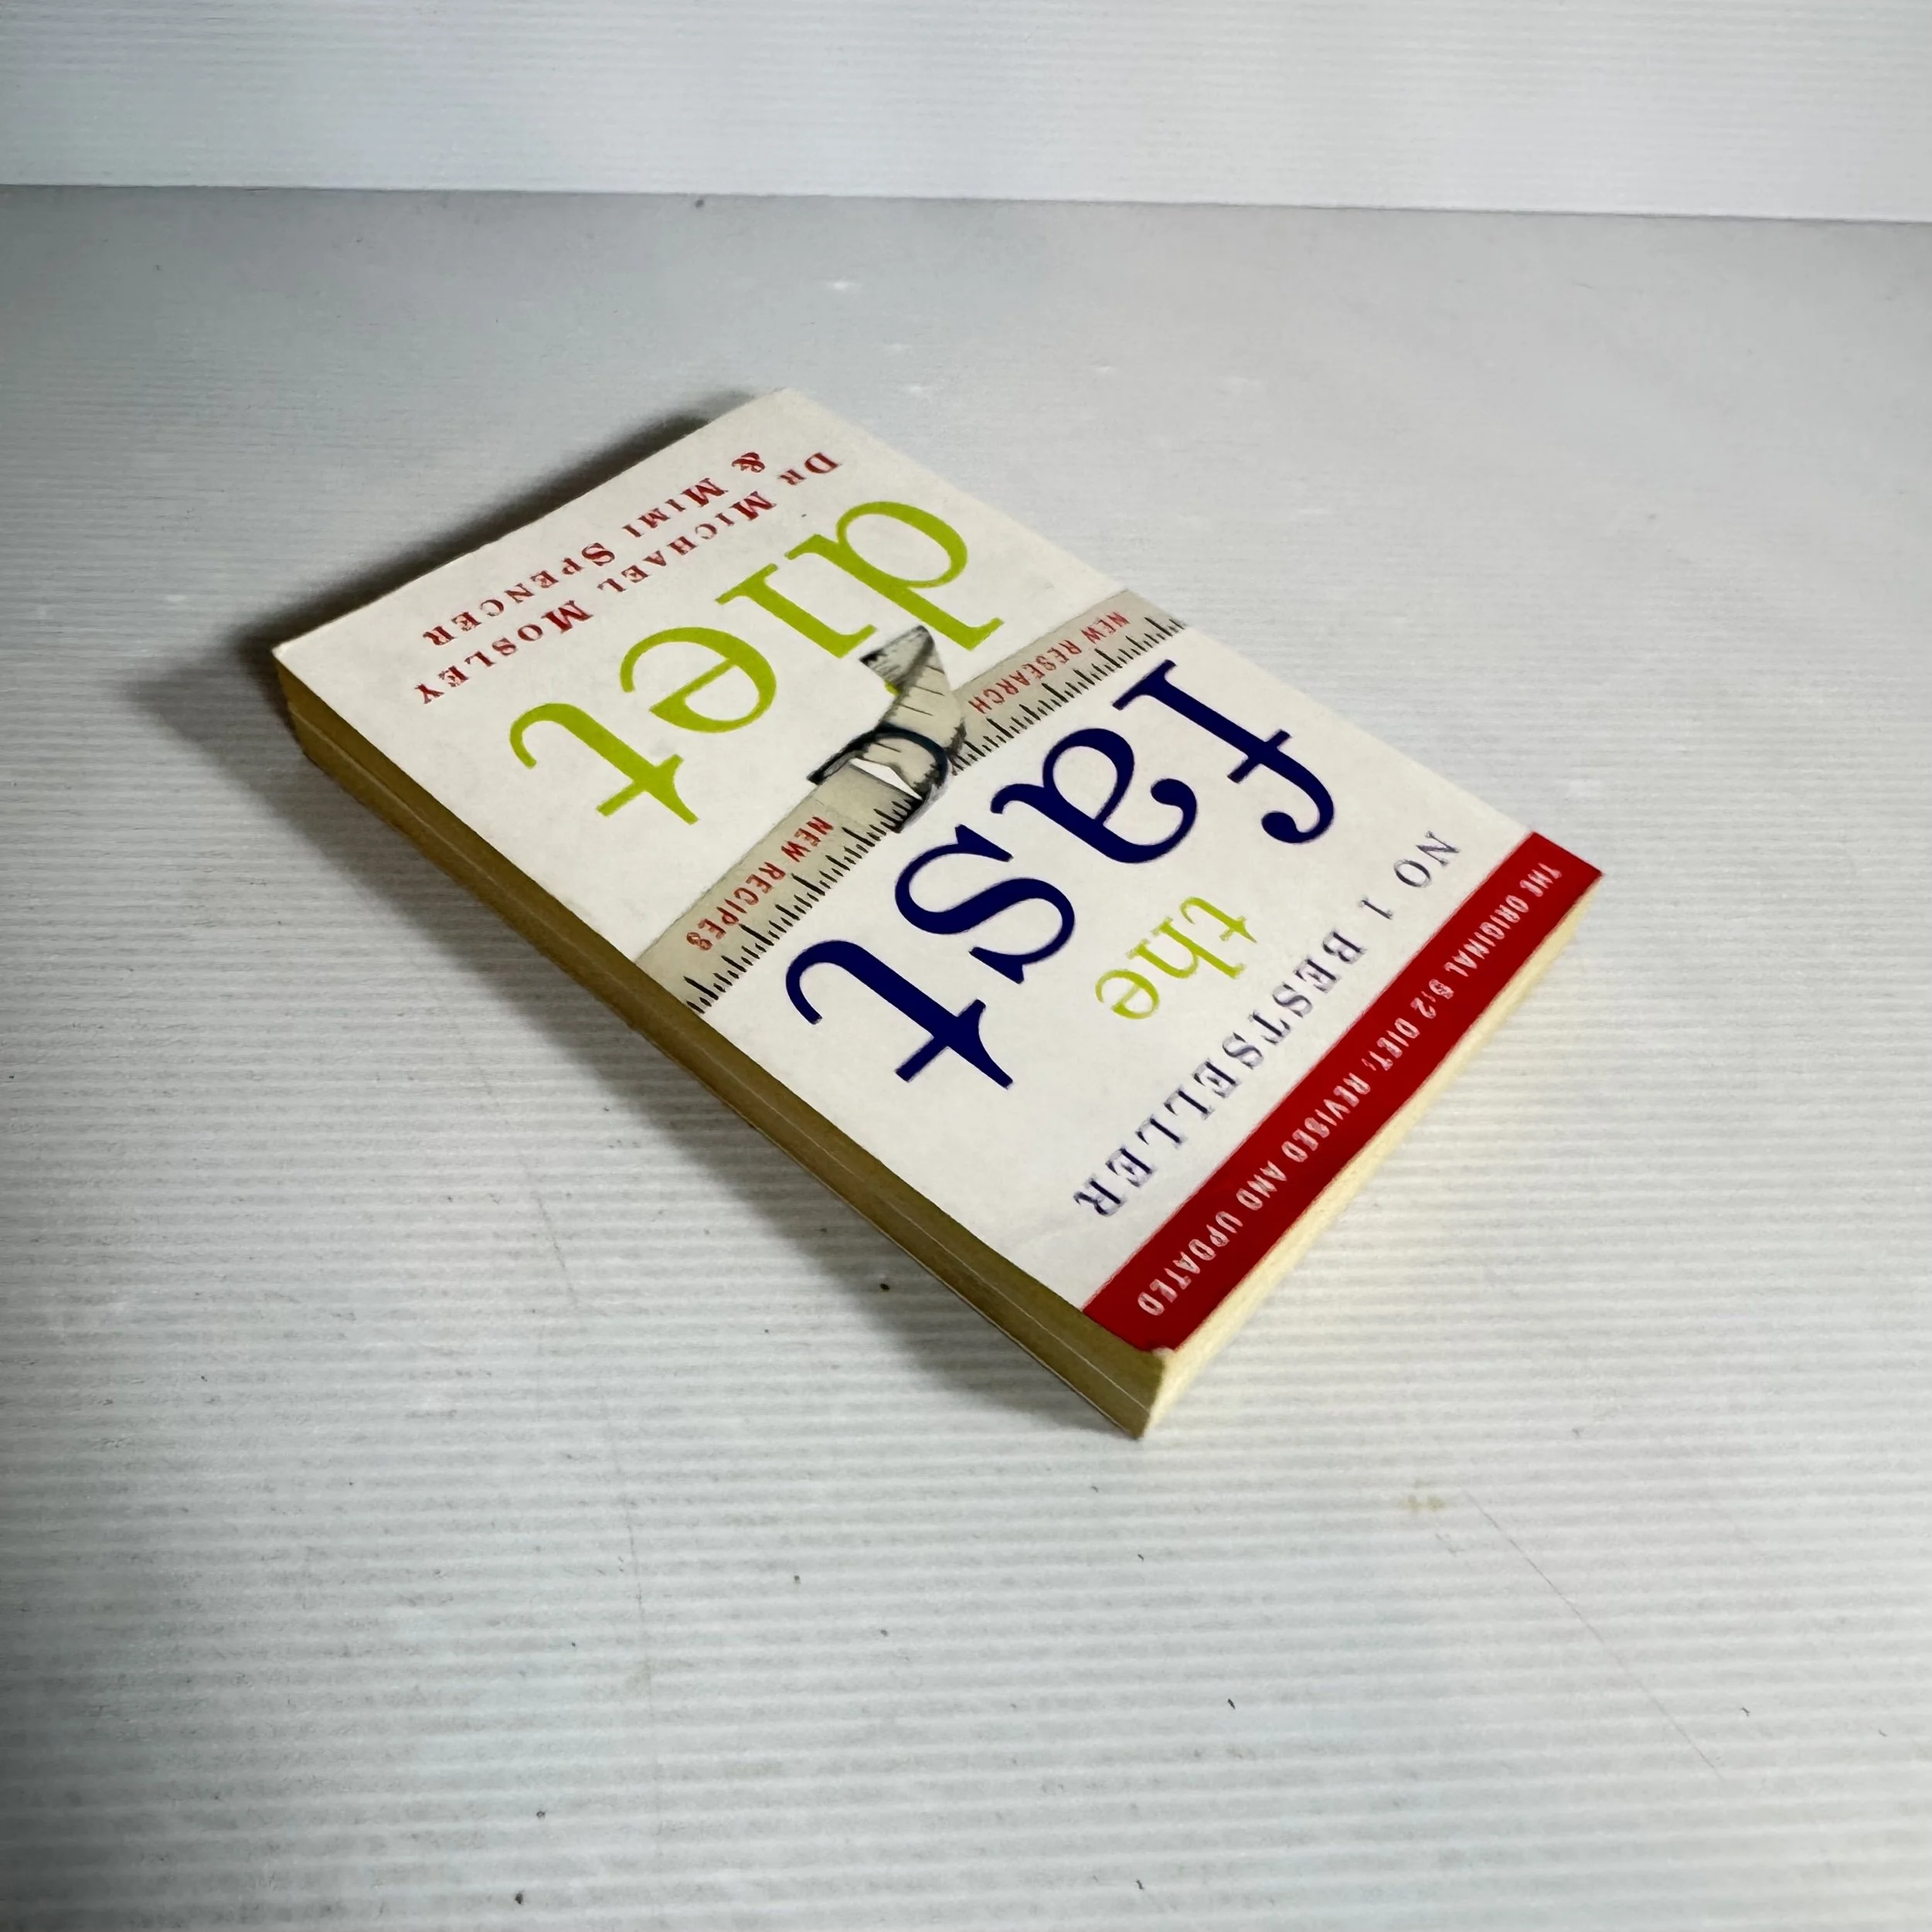 THE ORIGINAL 5:2 DIET; REVISED AND UPDATED
NO 1 BESTSELLER
the
fast
NEW RESEARCH
NEW RECIPES
diet
DR MICHAEL MOSLEY
& MIMI SPENCER